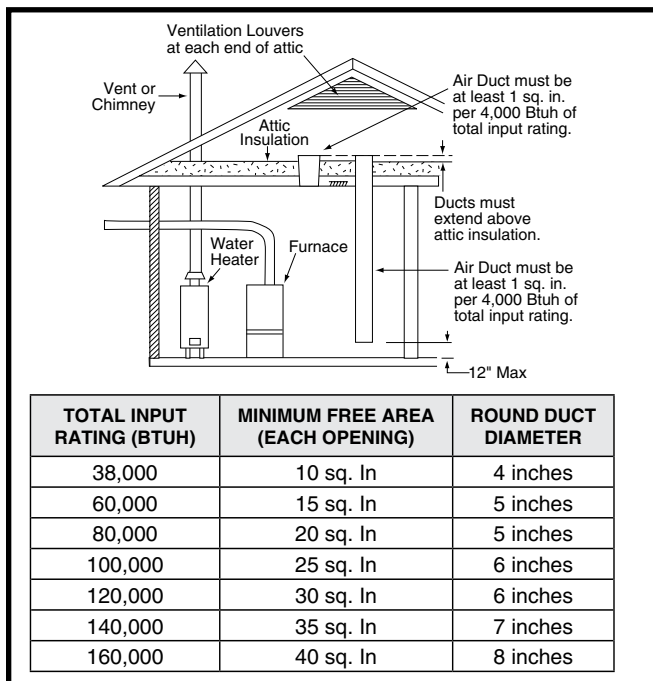 Ventilation Louvers
at each end of attic
Vent or
Chimney
Air Duct must be
at least 1 sq. in.
per 4,000 Btuh of
total input rating.
Attic
Insulation
Ducts must
extend above
attic insulation.
Water
Heater
Furnace
Air Duct must be
at least 1 sq. in.
per 4,000 Btuh of
total input rating.
12" Max
TOTAL INPUT RATING (BTUH) MINIMUM FREE AREA (EACH OPENING) ROUND DUCT DIAMETER
38,000 10 sq. In 4 inches
60,000 15 sq. In 5 inches
80,000 20 sq. In 5 inches
100,000 25 sq. In 6 inches
120,000 30 sq. In 6 inches
140,000 35 sq. In 7 inches
160,000 40 sq. In 8 inches